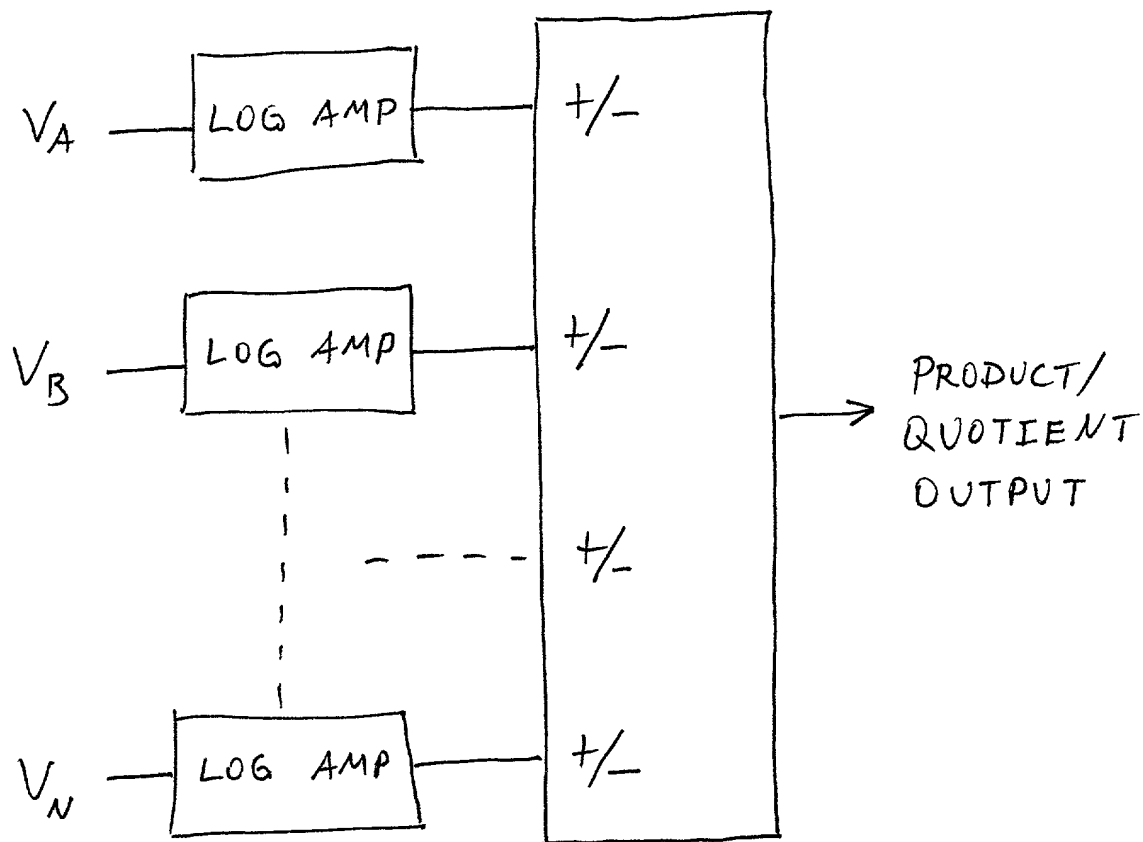 V_A
LOG AMP
+/-
V_B
LOG AMP
+/-
PRODUCT/
QUOTIENT
OUTPUT
+/-
V_N
LOG AMP
+/-